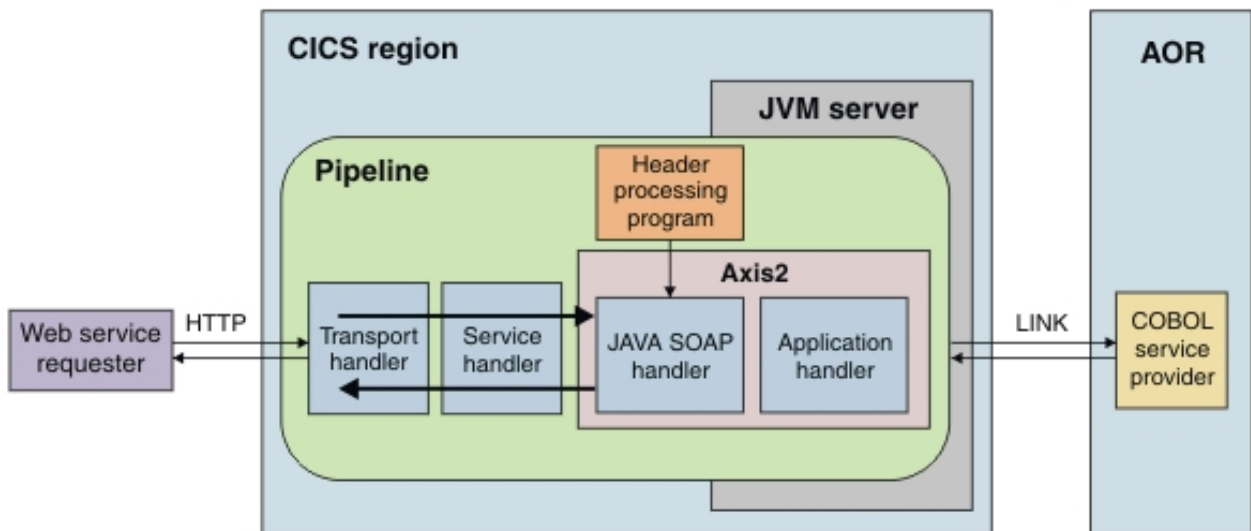 CICS region
AOR
JVM server
Pipeline
Header
processing
program
Axis2
Web service
requester
HTTP
Transport
handler
Service
handler
JAVA SOAP
handler
Application
handler
LINK
COBOL
service
provider